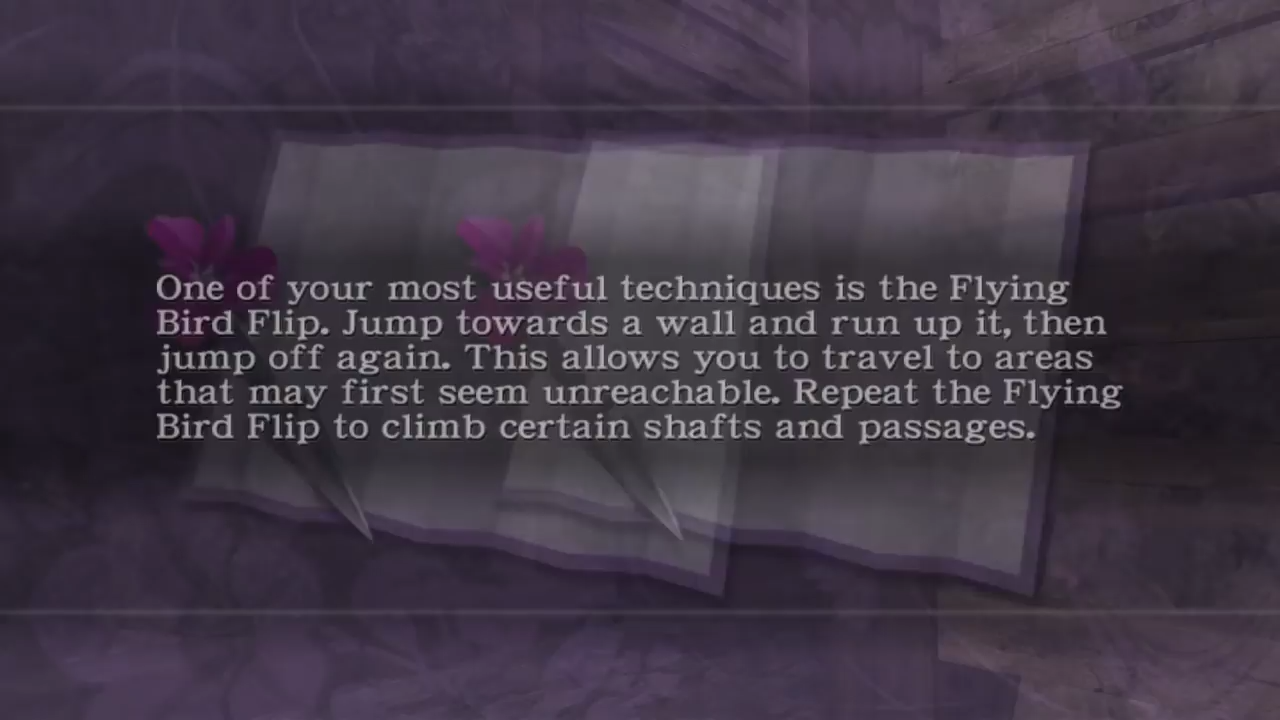 One of your most useful techniques is the Flying
Bird Flip. Jump towards a wall and run up it, then
jump off again. This allows you to travel to areas
that may first seem unreachable. Repeat the Flying
Bird Flip to climb certain shafts and passages.